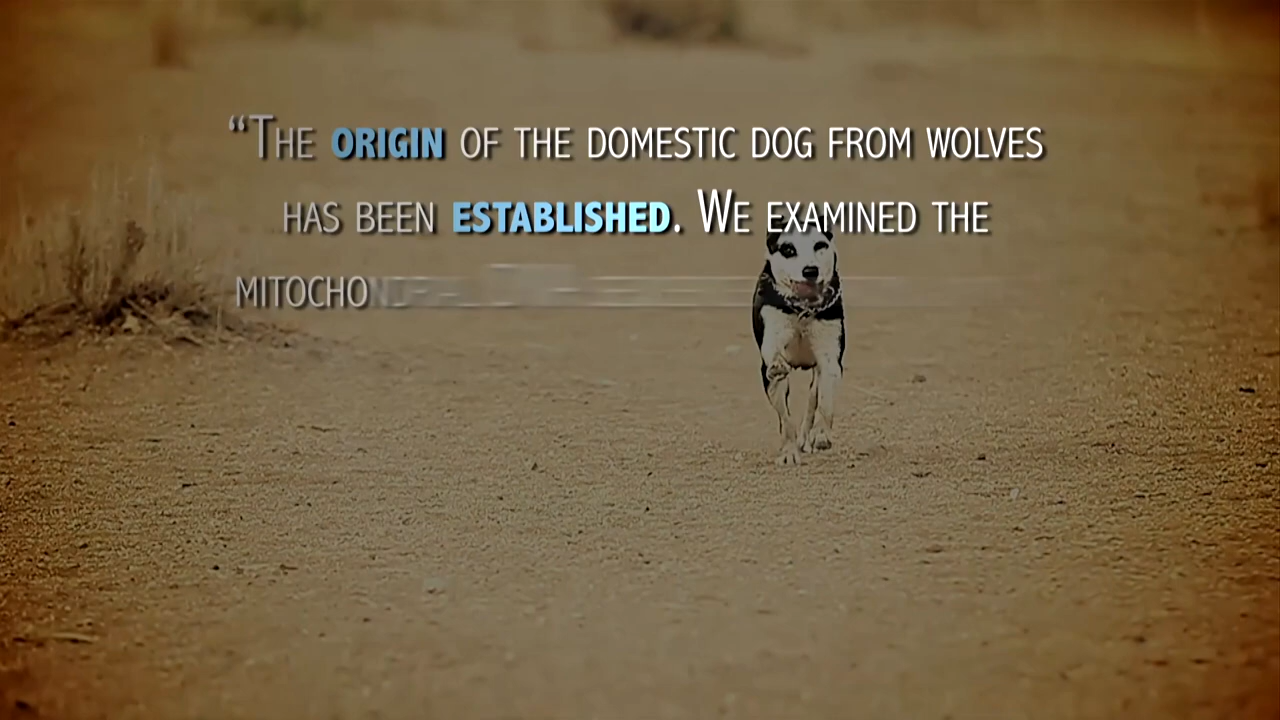 “THE ORIGIN OF THE DOMESTIC DOG FROM WOLVES
HAS BEEN ESTABLISHED. WE EXAMINED THE
MITOCHO